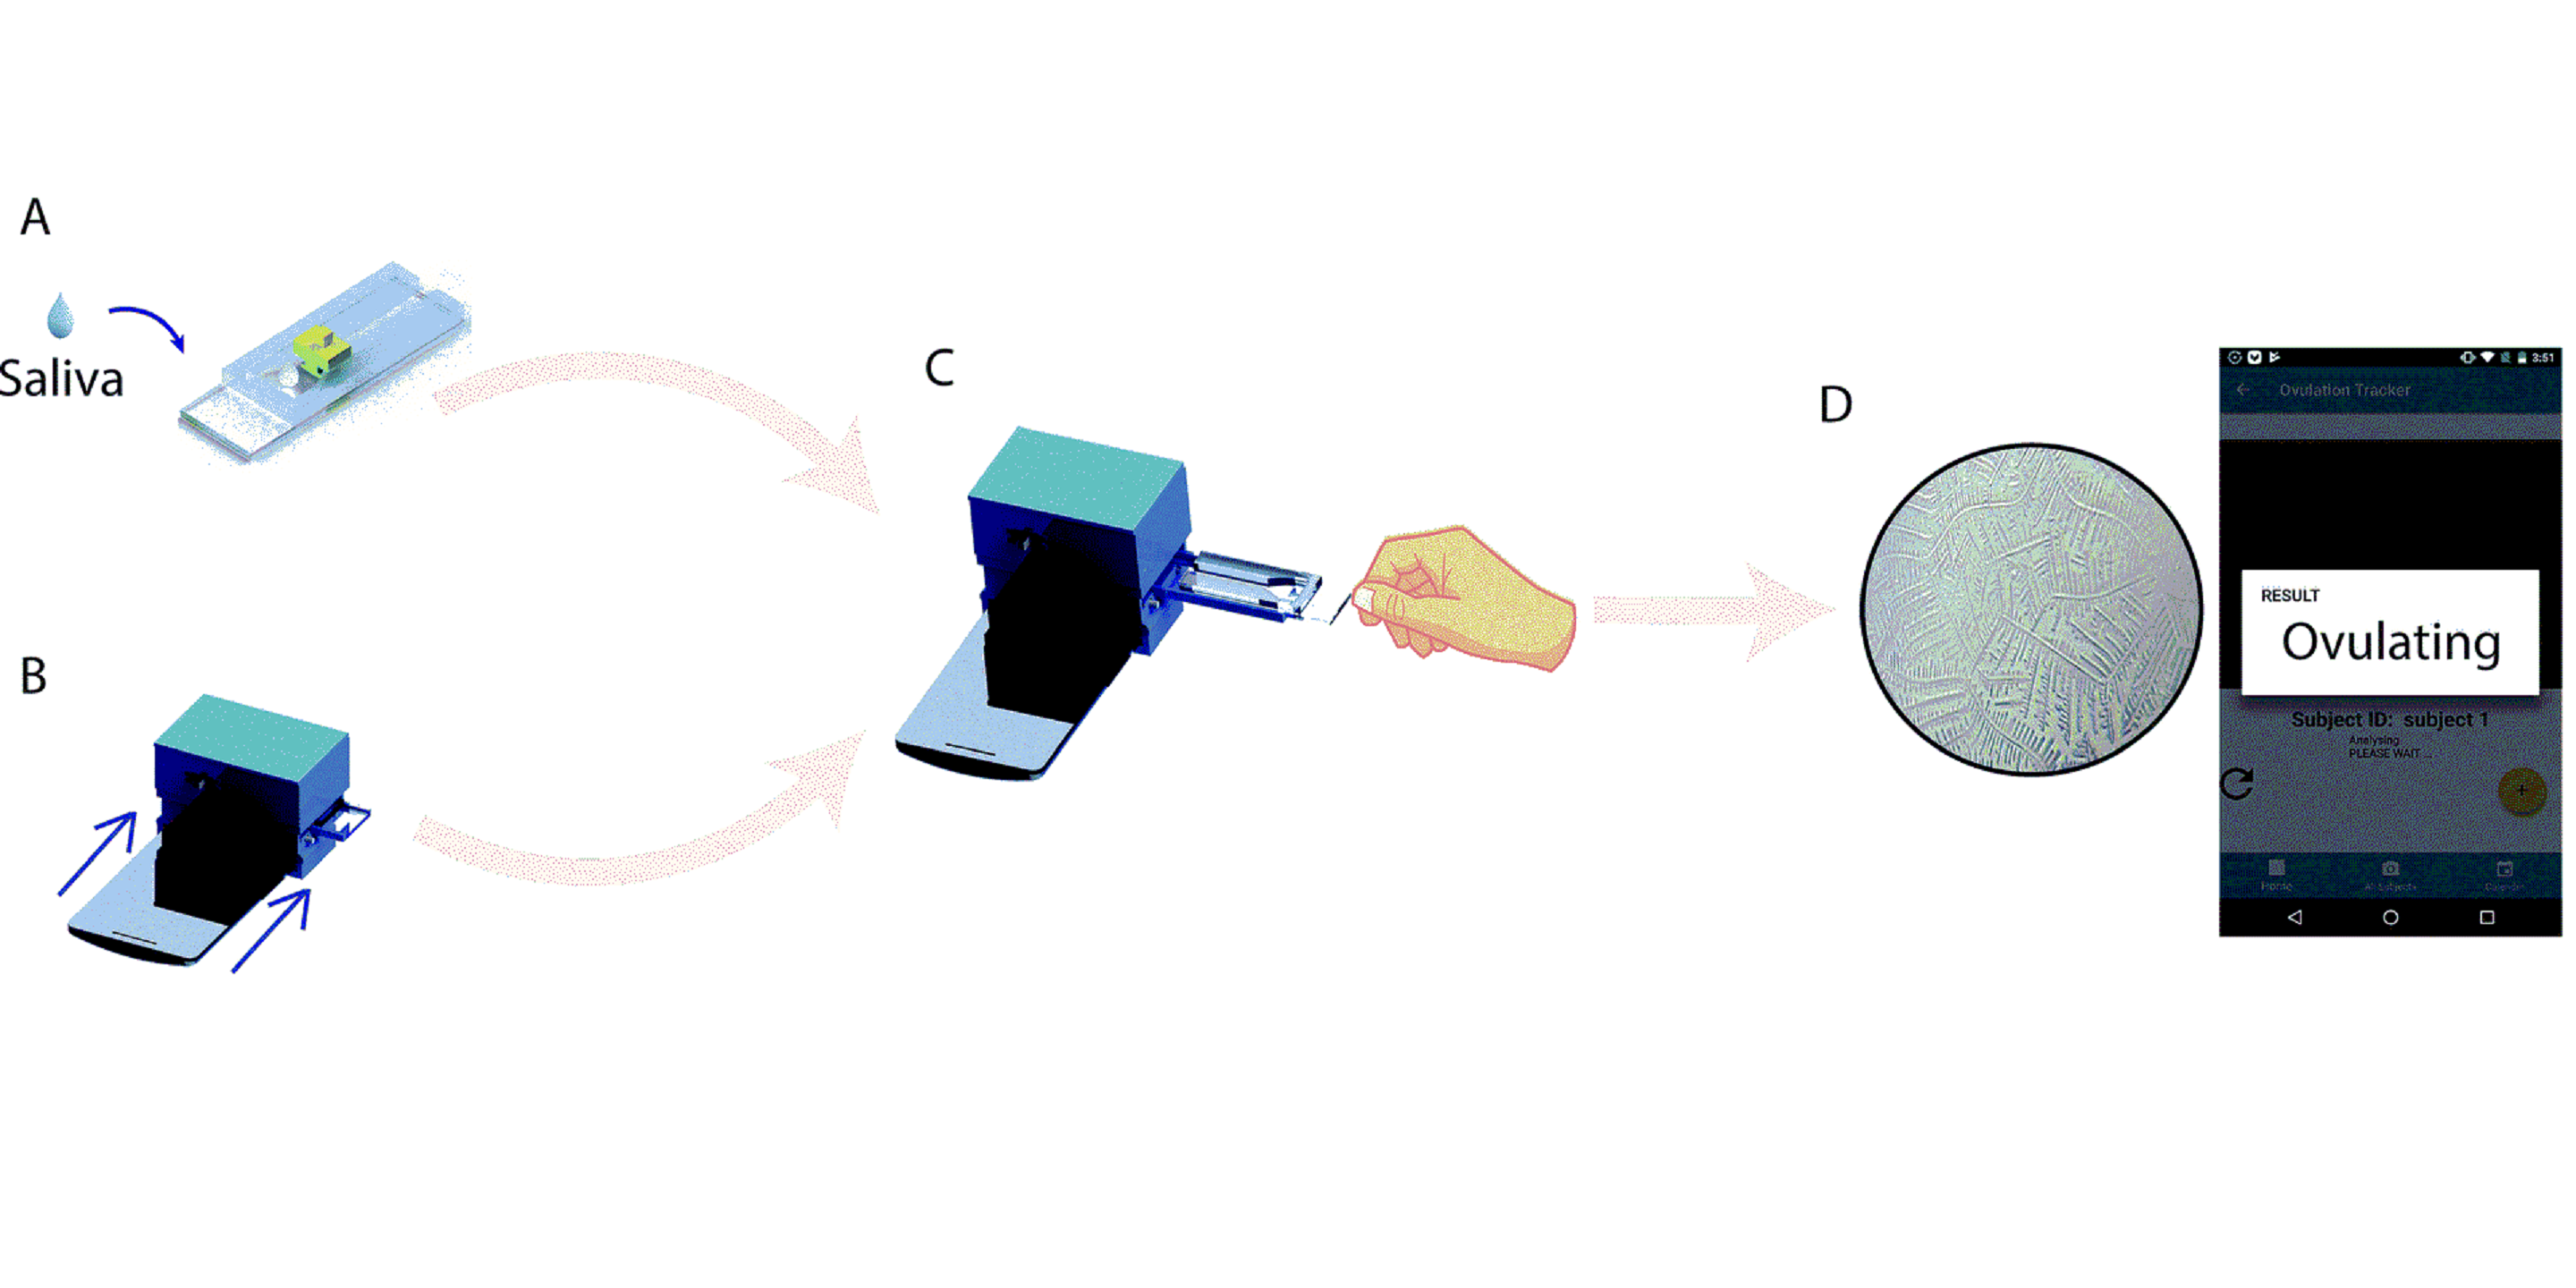 A
Saliva
B
C
D
3:51
Ovulation Tracker
RESULT
Ovulating
Subject ID: subject 1
Analysing
PLEASE WAIT ...
+
Home
All Subjects
Calendar